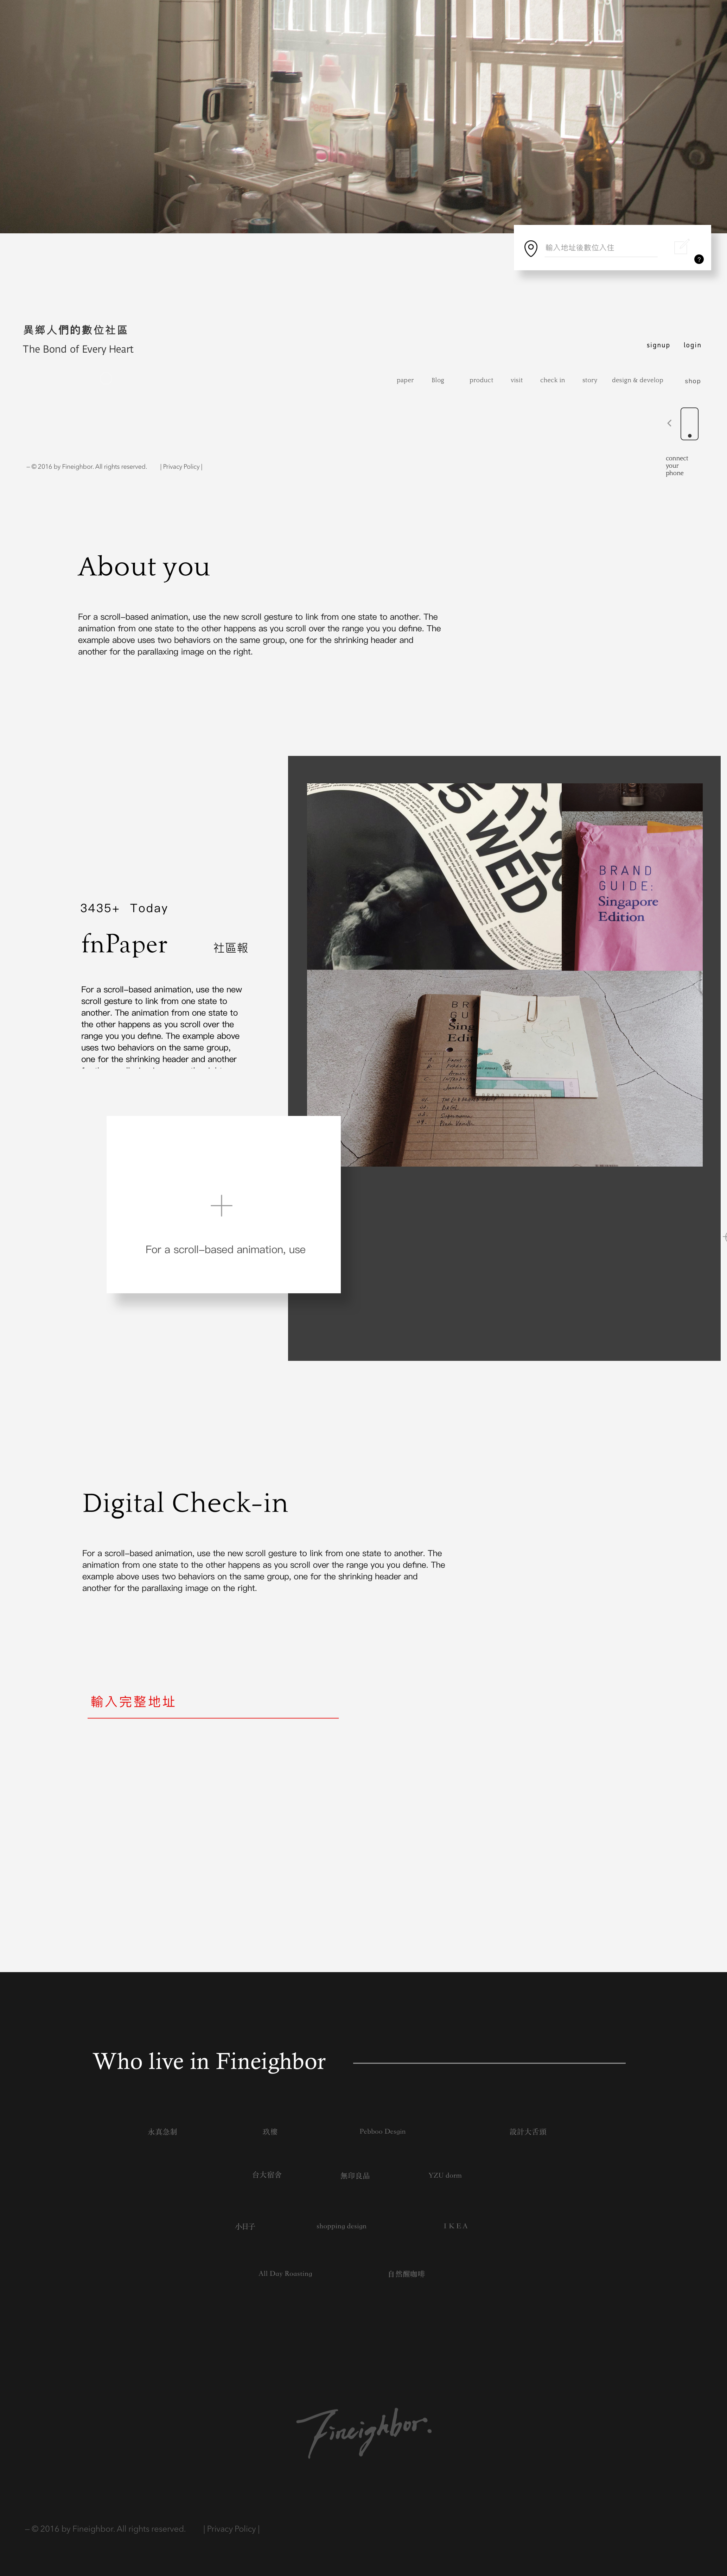 輸入地址後數位入住
?
異鄉人們的數位社區
The Bond of Every Heart
signup login
paper Blog product visit check in story design & develop shop
connect
your
phone
– © 2016 by Fineighbor. All rights reserved. | Privacy Policy |
About you
For a scroll-based animation, use the new scroll gesture to link from one state to another. The
animation from one state to the other happens as you scroll over the range you you define. The
example above uses two behaviors on the same group, one for the shrinking header and
another for the parallaxing image on the right.
WED
BRAND
GUIDE:
Singapore
Edition
3435+ Today
fnPaper 社區報
For a scroll-based animation, use the new
scroll gesture to link from one state to
another. The animation from one state to
the other happens as you scroll over the
range you you define. The example above
uses two behaviors on the same group,
one for the shrinking header and another
For a scroll-based animation, use
Digital Check-in
For a scroll-based animation, use the new scroll gesture to link from one state to another. The
animation from one state to the other happens as you scroll over the range you you define. The
example above uses two behaviors on the same group, one for the shrinking header and
another for the parallaxing image on the right.
輸入完整地址
Who live in Fineighbor
永真急制 玖樓 Pebboo Desgin 設計大舌頭
台大宿舍 無印良品 YZU dorm
小日子 shopping design IKEA
All Day Roasting 自然醒咖啡
Fineighbor.
– © 2016 by Fineighbor. All rights reserved. | Privacy Policy |